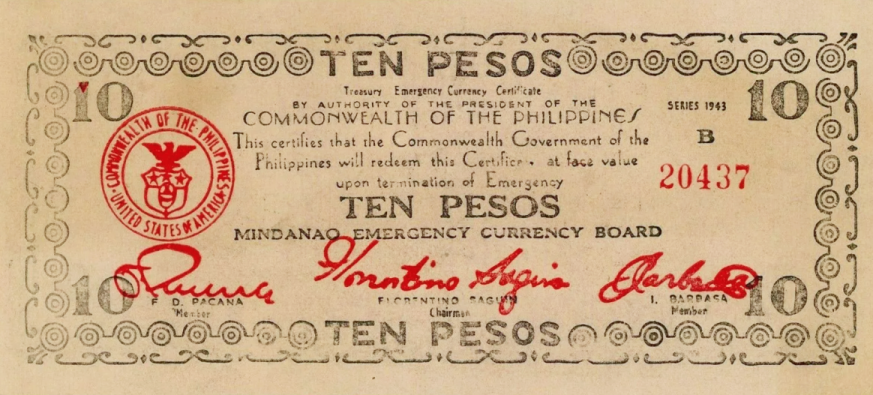 TEN PESOS
Treasury Emergency Currency Certificate
BY AUTHORITY OF THE PRESIDENT OF THE
COMMONWEALTH OF THE PHILIPPINES
SERIES 1943
10
10
B
This certifies that the Commonwealth Government of the
Philippines will redeem this at face value
upon termination of Emergency
20437
COMMONWEALTH OF THE PHILIPPINES
UNITED STATES OF AMERICA
TEN PESOS
MINDANAO EMERGENCY CURRENCY BOARD
Florentino Saguin
10
F. D. PACANA
Member
FLORENTINO SAGUIN
Chairman
I. BARBASA
Member
10
TEN PESOS